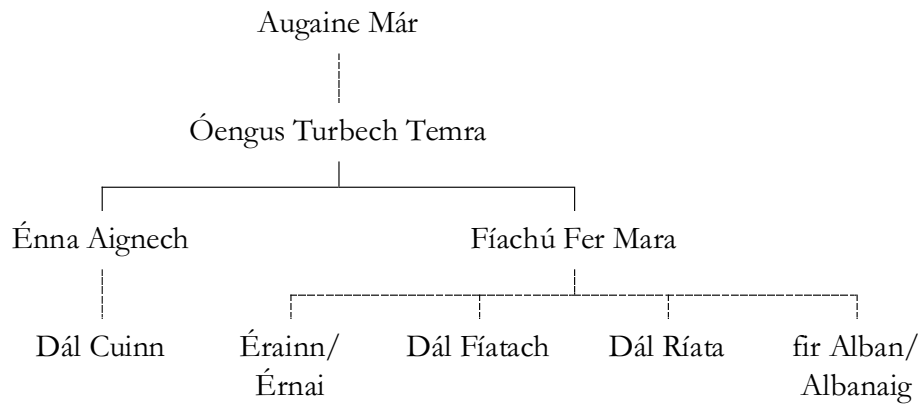 Augaine Már
Óengus Turbech Temra
Énna Aignech Fíachú Fer Mara
Dál Cuinn Érainn/ Dál Fíatach Dál Ríata fir Alban/
Érnai Albanaig